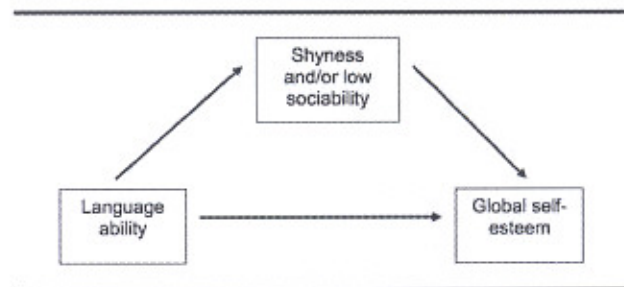 Shyness
and/or low
sociability
Language
ability
Global self-
esteem